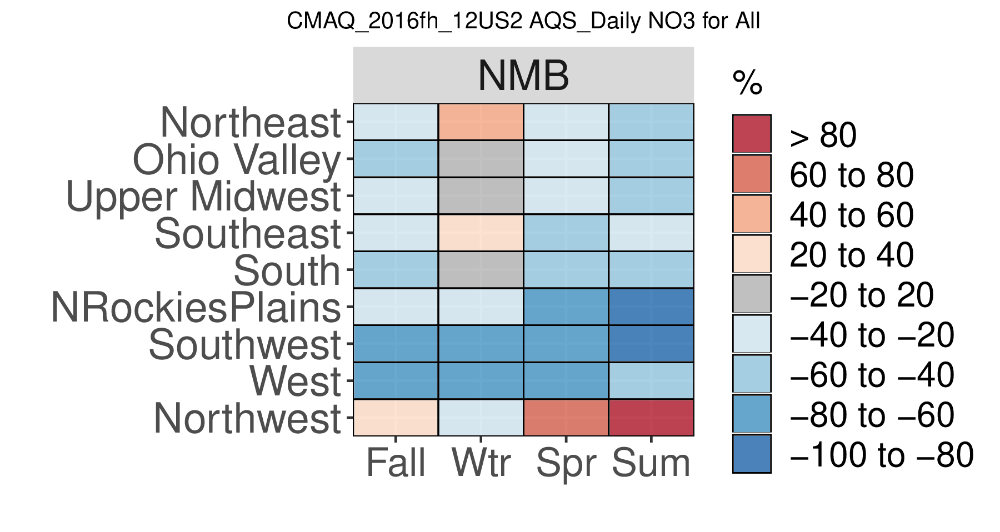 CMAQ_2016fh_12US2 AQS_Daily NO3 for All
NMB
%
Northeast
Ohio Valley
Upper Midwest
Southeast
South
NRockiesPlains
Southwest
West
Northwest
Fall Wtr Spr Sum
> 80
60 to 80
40 to 60
20 to 40
−20 to 20
−40 to −20
−60 to −40
−80 to −60
−100 to −80